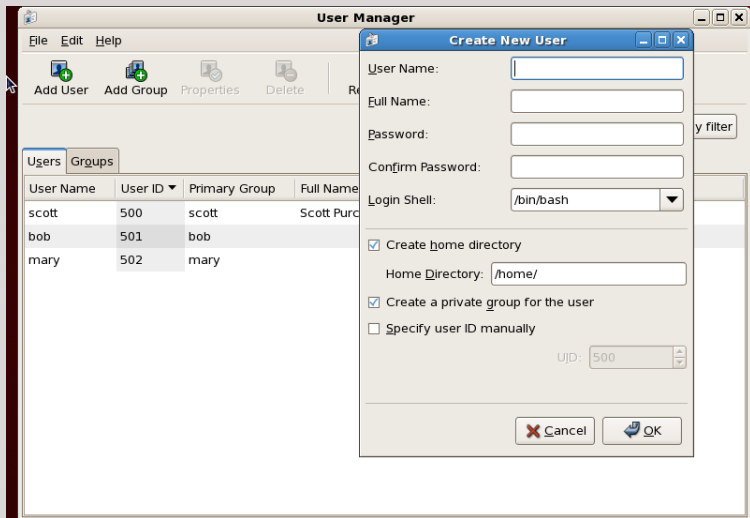 User Manager
File Edit Help
Add User Add Group Properties Delete
y filter
Users Groups
User Name User ID Primary Group Full Name
scott 500 scott Scott Purc
bob 501 bob
mary 502 mary
Create New User
User Name:
Full Name:
Password:
Confirm Password:
Login Shell: /bin/bash
Create home directory
Home Directory: /home/
Create a private group for the user
Specify user ID manually
UID: 500
Cancel OK